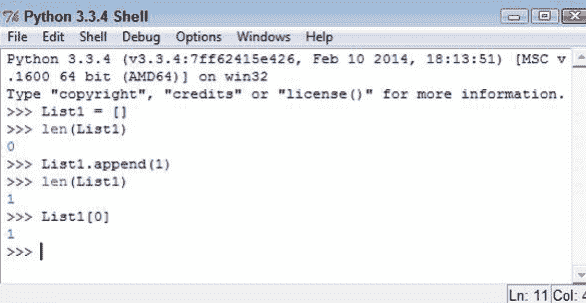 Python 3.3.4 Shell
File Edit Shell Debug Options Windows Help
Python 3.3.4 (v3.3.4:7ff62415e426, Feb 10 2014, 18:13:51) [MSC v
.1600 64 bit (AMD64)] on win32
Type "copyright", "credits" or "license()" for more information.
>>> List1 = []
>>> len(List1)
0
>>> List1.append(1)
>>> len(List1)
1
>>> List1[0]
1
>>>
Ln: 11 Col: 4